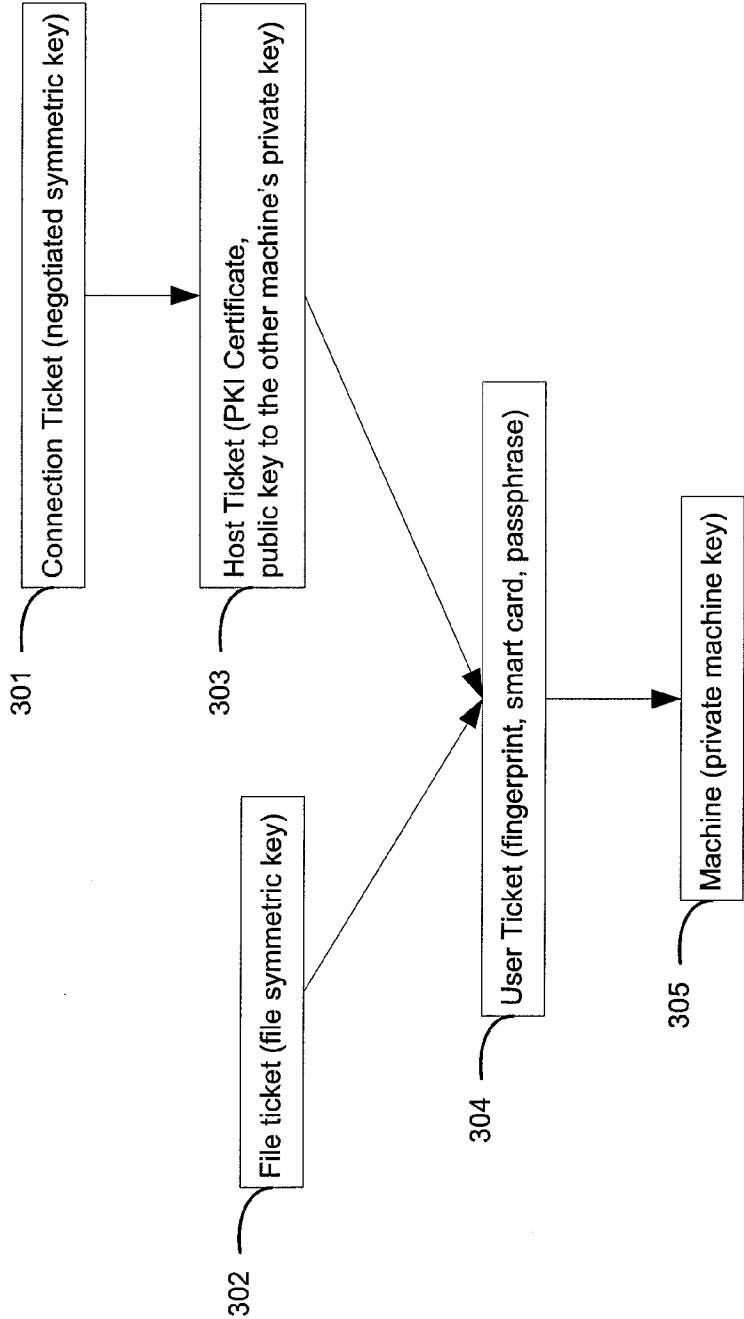 301
Connection Ticket (negotiated symmetric key)
303
Host Ticket (PKI Certificate,
public key to the other machine's private key)
302
File ticket (file symmetric key)
304
User Ticket (fingerprint, smart card, passphrase)
305
Machine (private machine key)